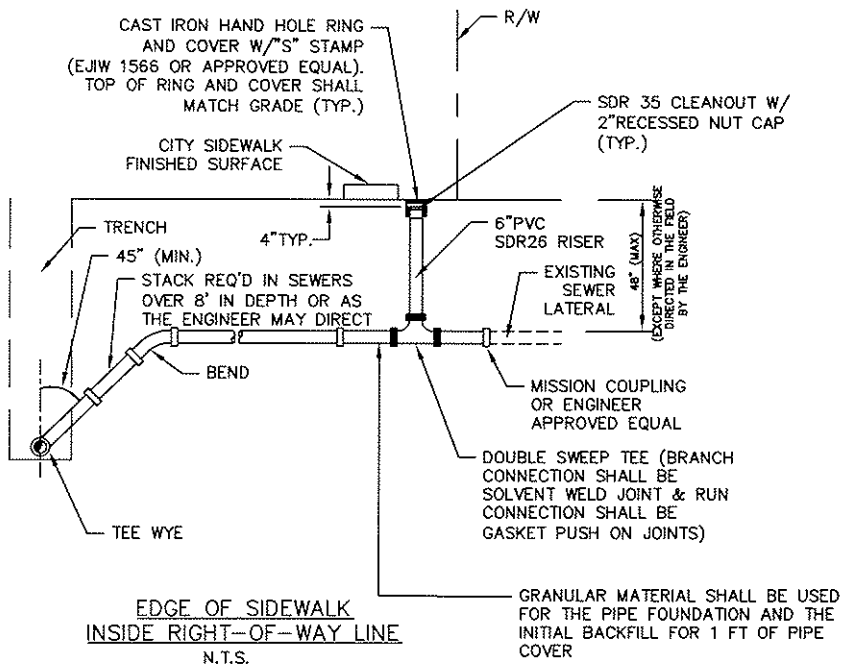 CAST IRON HAND HOLE RING
AND COVER W/"S" STAMP
(EJIW 1566 OR APPROVED EQUAL).
TOP OF RING AND COVER SHALL
MATCH GRADE (TYP.)
R/W
SDR 35 CLEANOUT W/
2"RECESSED NUT CAP
(TYP.)
CITY SIDEWALK
FINISHED SURFACE
TRENCH
4"TYP.
6"PVC
SDR26 RISER
45" (MIN.)
STACK REQ'D IN SEWERS
OVER 8' IN DEPTH OR AS
THE ENGINEER MAY DIRECT
EXISTING
SEWER
LATERAL
48" (MAX)
(EXCEPT WHERE OTHERWISE
DIRECTED IN THE FIELD
BY THE ENGINEER)
BEND
MISSION COUPLING
OR ENGINEER
APPROVED EQUAL
DOUBLE SWEEP TEE (BRANCH
CONNECTION SHALL BE
SOLVENT WELD JOINT & RUN
CONNECTION SHALL BE
GASKET PUSH ON JOINTS)
TEE WYE
GRANULAR MATERIAL SHALL BE USED
FOR THE PIPE FOUNDATION AND THE
INITIAL BACKFILL FOR 1 FT OF PIPE
COVER
EDGE OF SIDEWALK
INSIDE RIGHT-OF-WAY LINE
N.T.S.